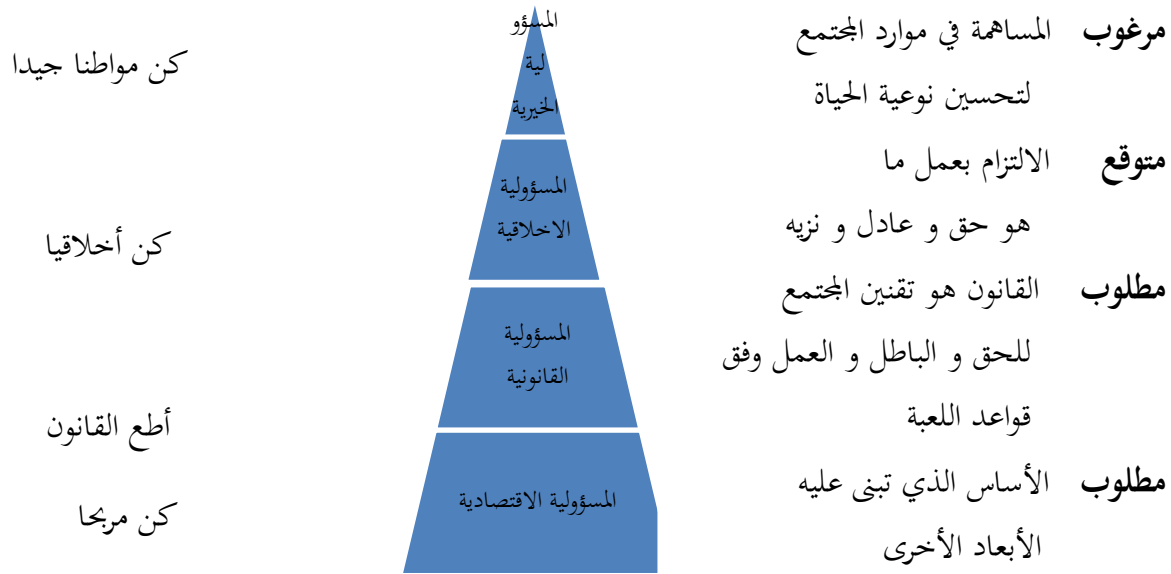 مرغوب المساهمة في موارد المجتمع
لتحسين نوعية الحياة
المسؤو
لية
الخيرية
كن مواطنا جيدا
متوقع الالتزام بعمل ما
هو حق و عادل و نزيه
المسؤولية
الاخلاقية
كن أخلاقيا
مطلوب القانون هو تقنين المجتمع
للحق و الباطل و العمل وفق
قواعد اللعبة
المسؤولية
القانونية
أطع القانون
مطلوب الأساس الذي تبنى عليه
الأبعاد الأخرى
المسؤولية الاقتصادية
كن مربحا